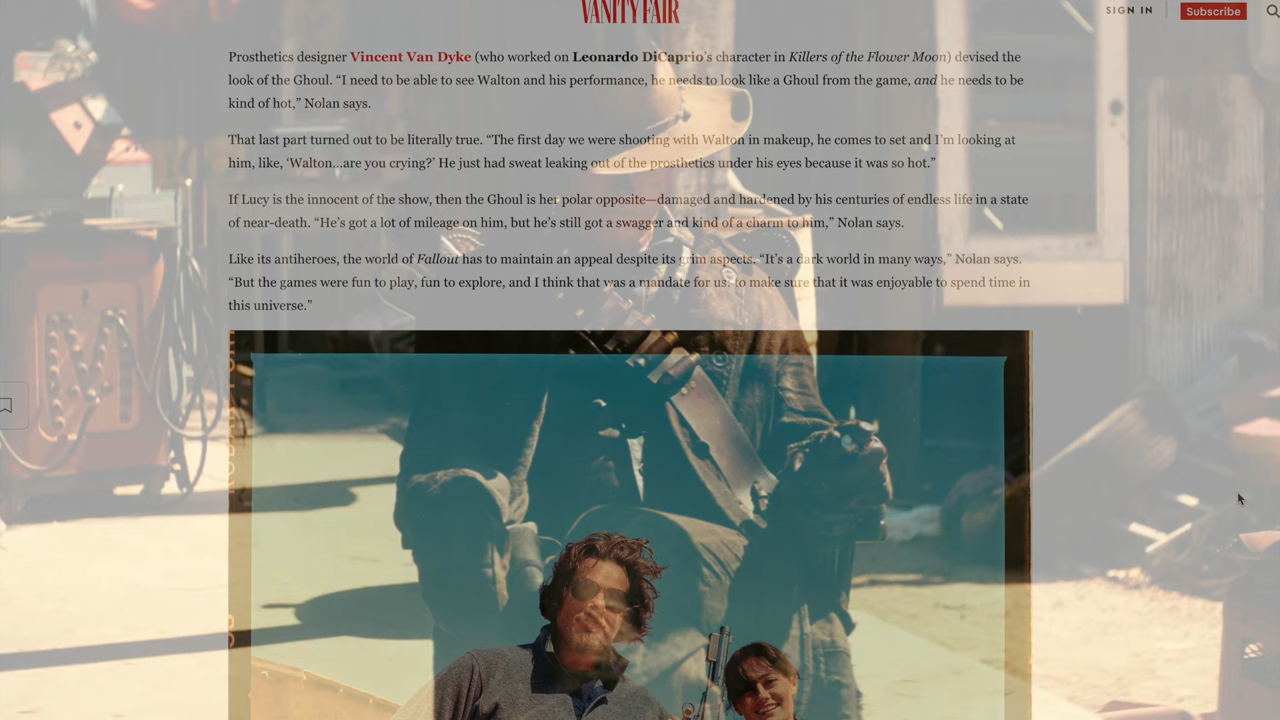 VANITY FAIR
SIGN IN
Subscribe
Prosthetics designer Vincent Van Dyke (who worked on Leonardo DiCaprio's character in Killers of the Flower Moon) devised the
look of the Ghoul. “I need to be able to see Walton and his performance, he needs to look like a Ghoul from the game, and he needs to be
kind of hot,” Nolan says.
That last part turned out to be literally true. “The first day we were shooting with Walton in makeup, he comes to set and I’m looking at
him, like, ‘Walton…are you crying?’ He just had sweat leaking out of the prosthetics under his eyes because it was so hot.”
If Lucy is the innocent of the show, then the Ghoul is her polar opposite—damaged and hardened by his centuries of endless life in a state
of near-death. “He’s got a lot of mileage on him, but he’s still got a swagger and kind of a charm to him,” Nolan says.
Like its antiheroes, the world of Fallout has to maintain an appeal despite its grim aspects. “It’s a dark world in many ways,” Nolan says.
“But the games were fun to play, fun to explore, and I think that was a mandate for us: to make sure that it was enjoyable to spend time in
this universe.”